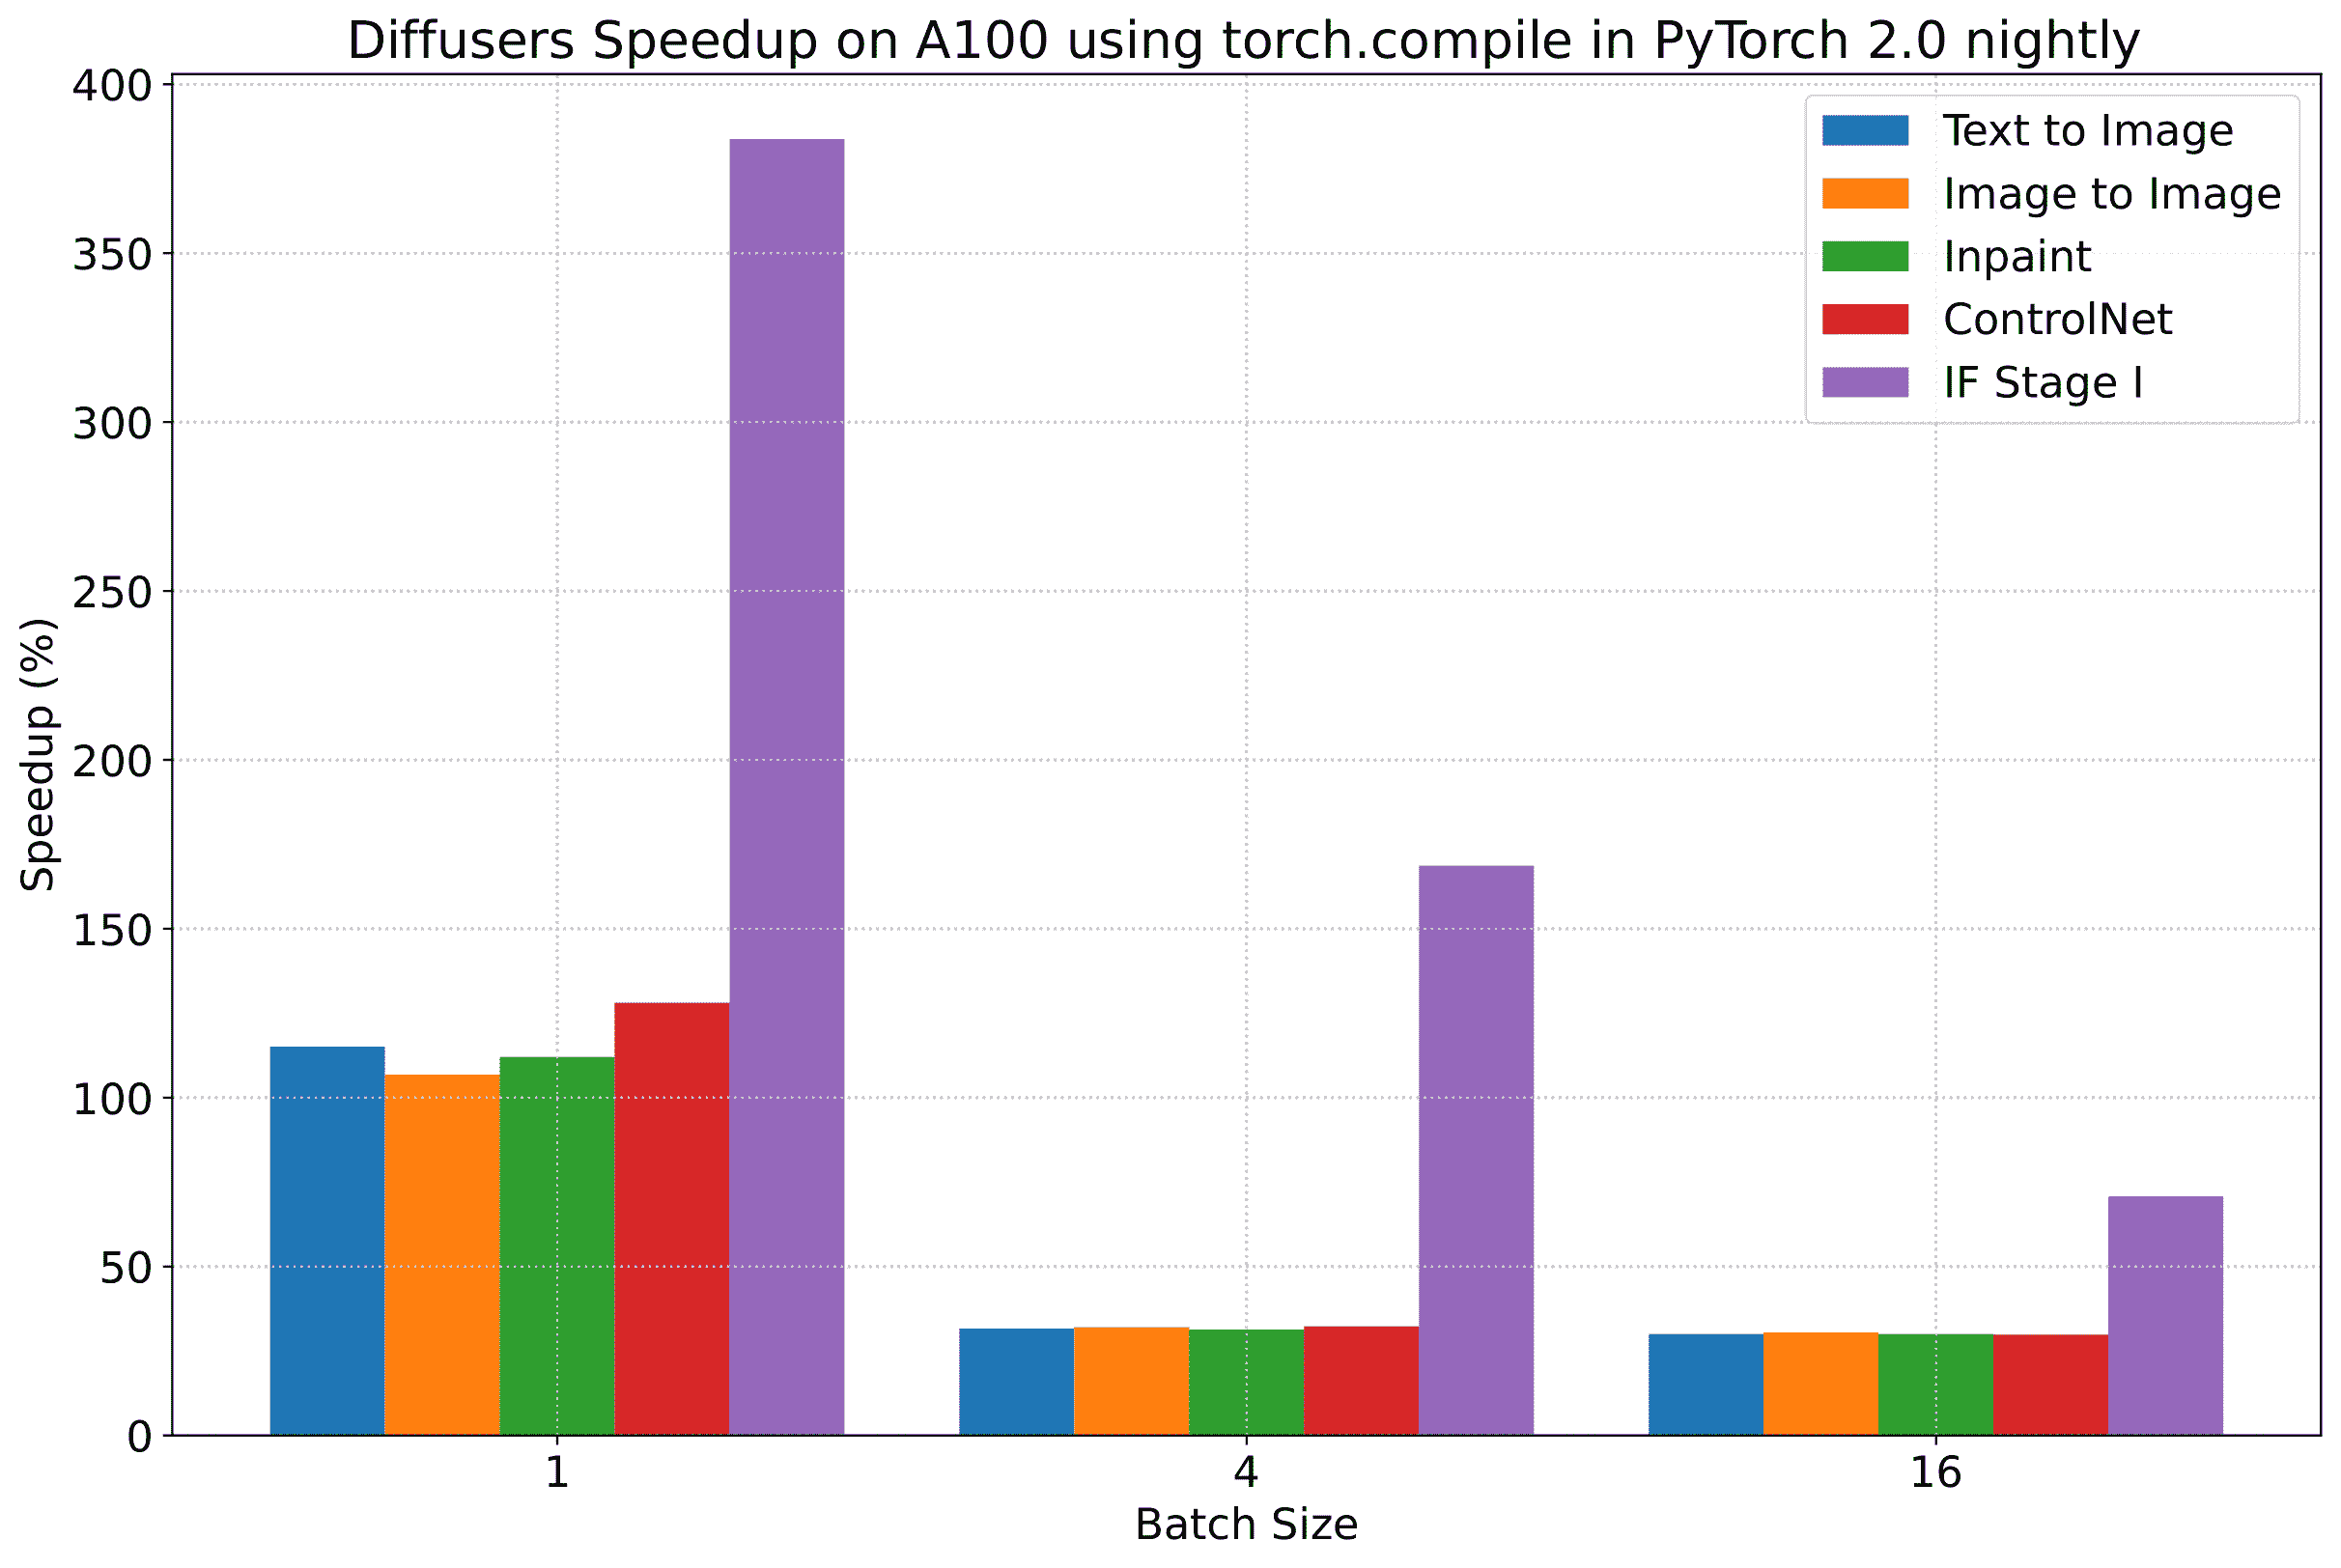 Diffusers Speedup on A100 using torch.compile in PyTorch 2.0 nightly
400
350
300
250
200
150
100
50
0
Speedup (%)
Text to Image
Image to Image
Inpaint
ControlNet
IF Stage I
1
4
16
Batch Size